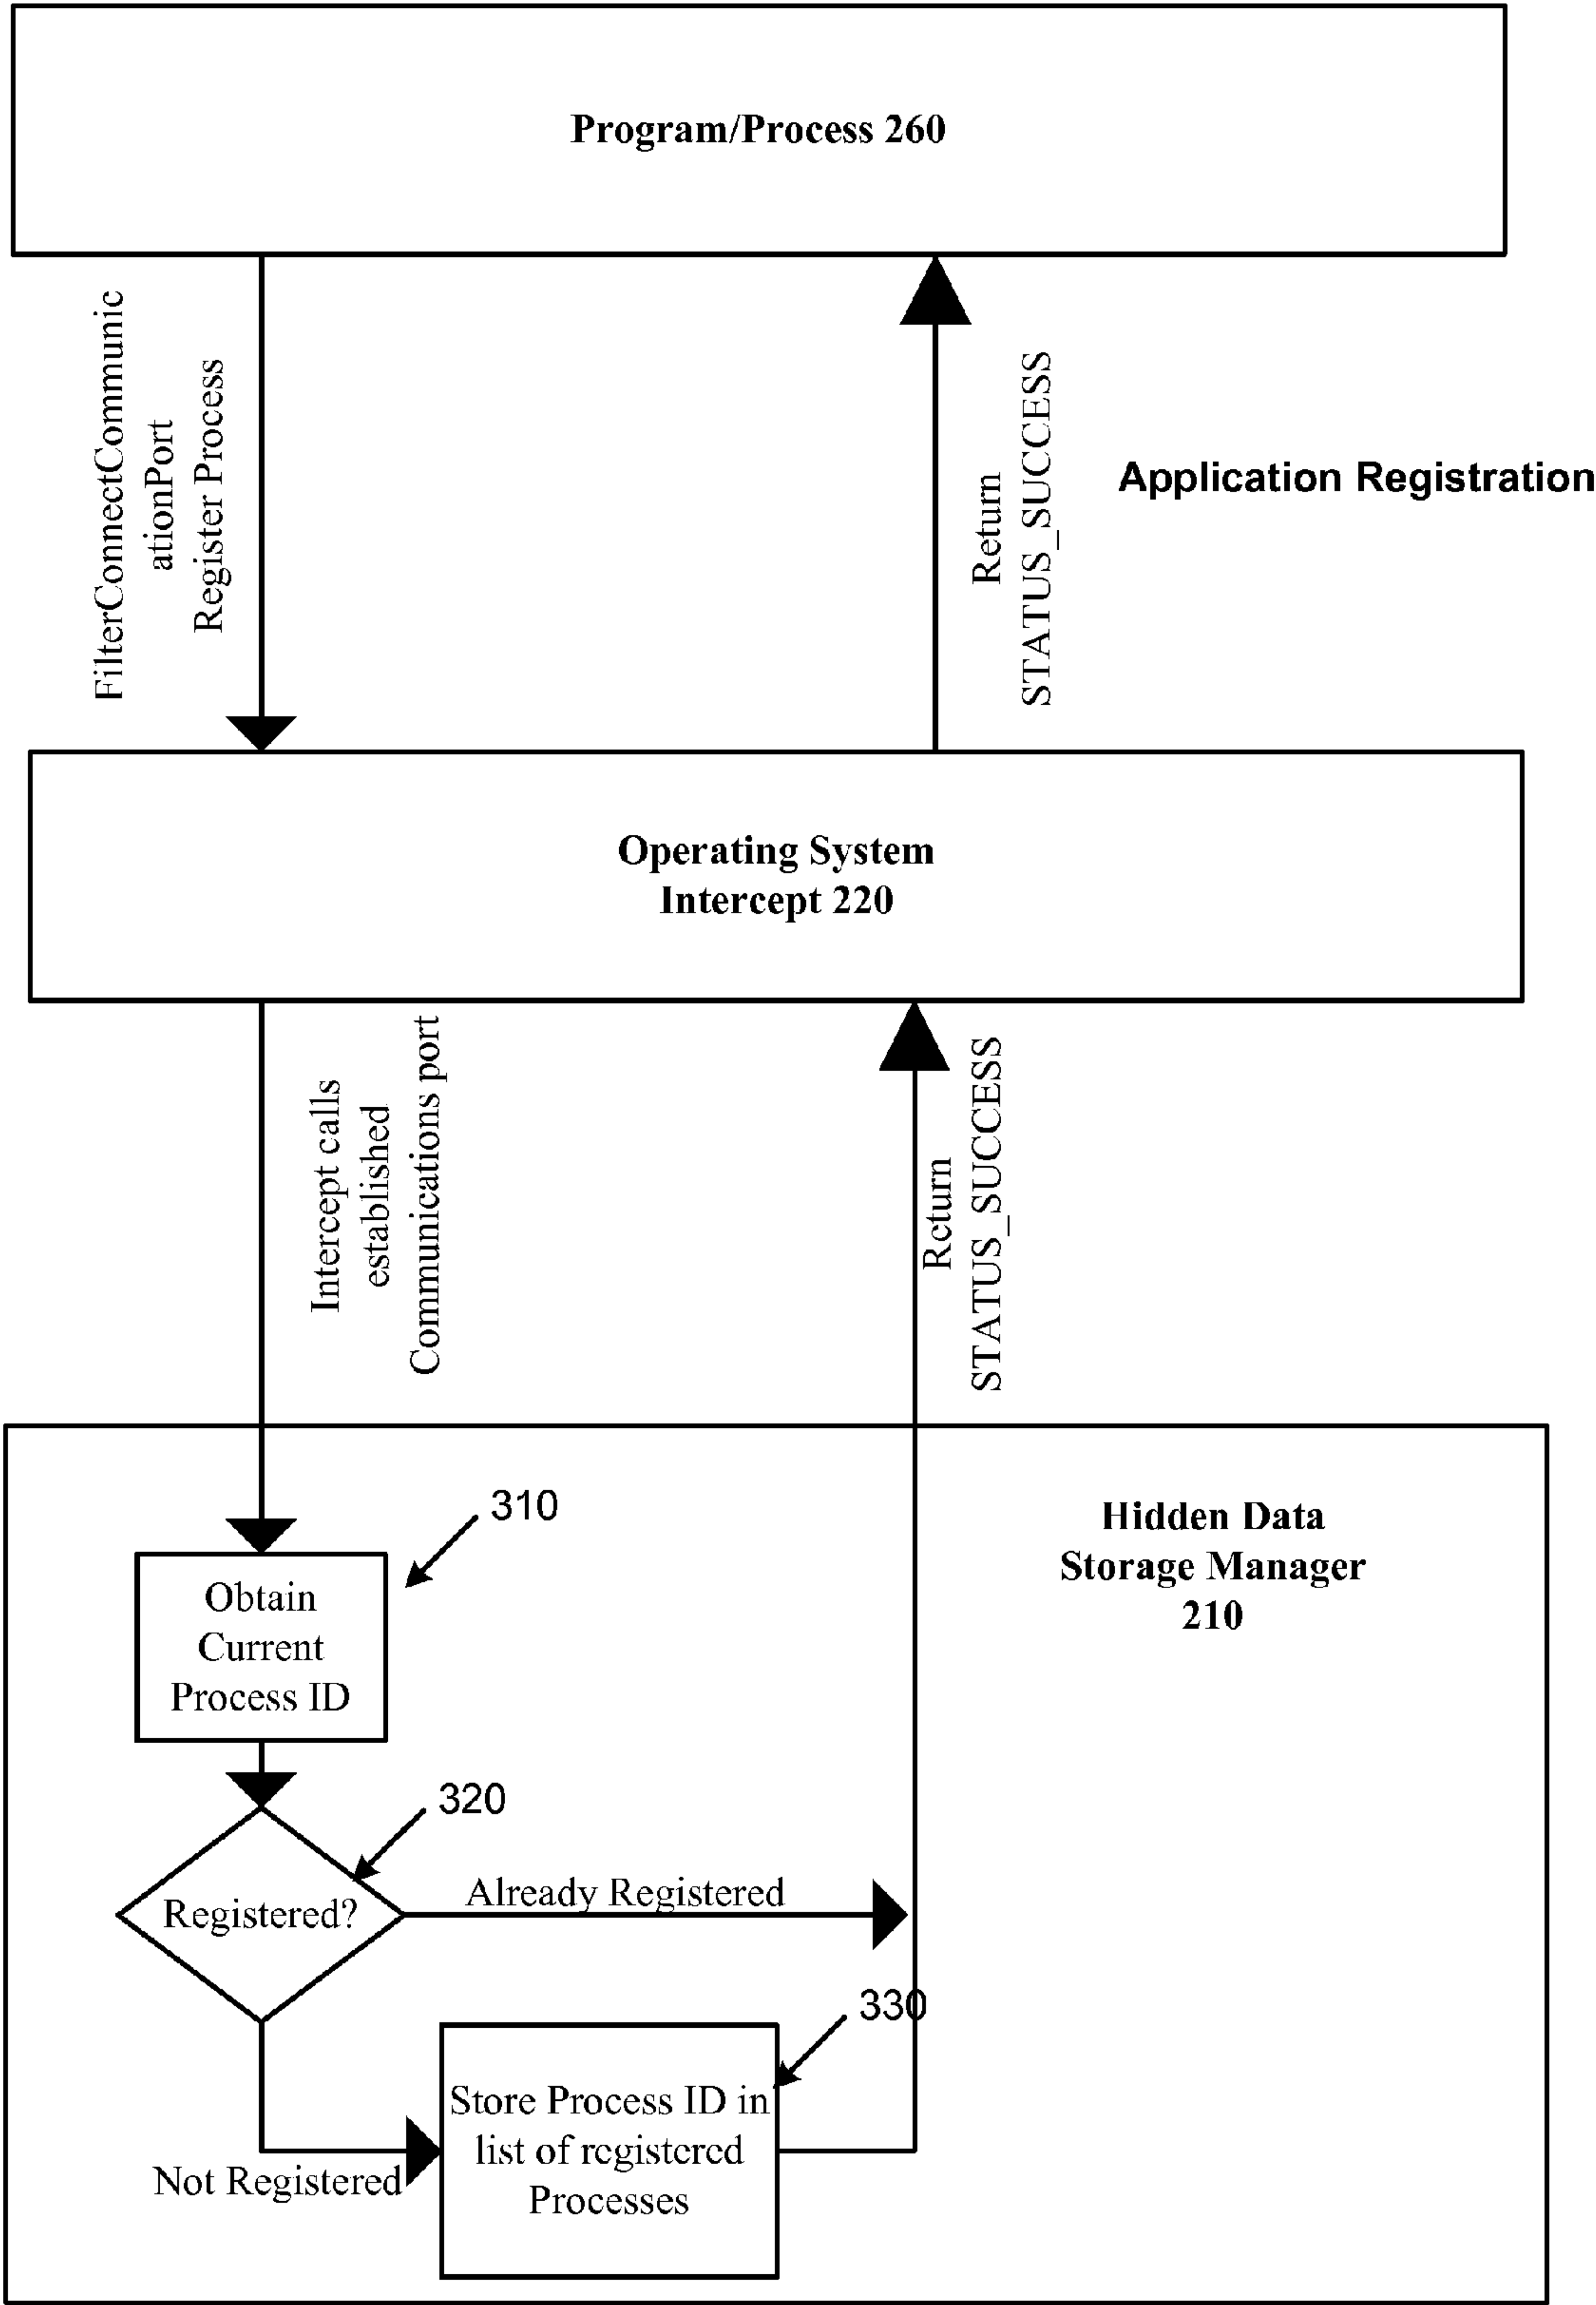 Program/Process 260
FilterConnectCommunic
ationPort
Register Process
Return
STATUS_SUCCESS
Application Registration
Operating System
Intercept 220
Intercept calls
established
Communications port
Return
STATUS_SUCCESS
Hidden Data
Storage Manager
210
310
Obtain
Current
Process ID
320
Registered?
Already Registered
330
Store Process ID in
list of registered
Processes
Not Registered